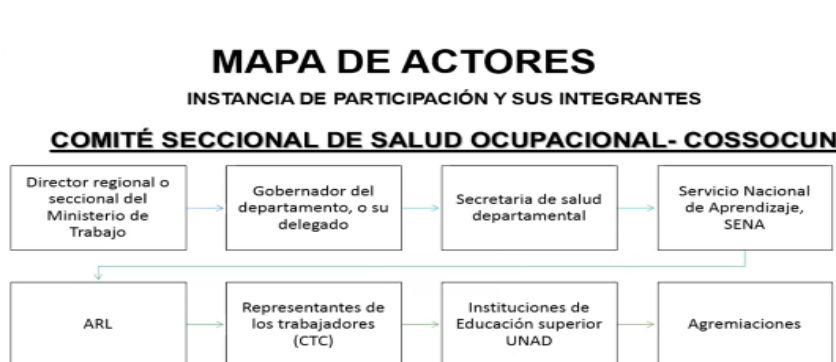 MAPA DE ACTORES
INSTANCIA DE PARTICIPACIÓN Y SUS INTEGRANTES
COMITÉ SECCIONAL DE SALUD OCUPACIONAL- COSSOCUN
Director regional o
seccional del
Ministerio de
Trabajo
Gobernador del
departamento, o su
delegado
Secretaria de salud
departamental
Servicio Nacional
de Aprendizaje,
SENA
ARL
Representantes de
los trabajadores
(CTC)
Instituciones de
Educación superior
UNAD
Agremiaciones